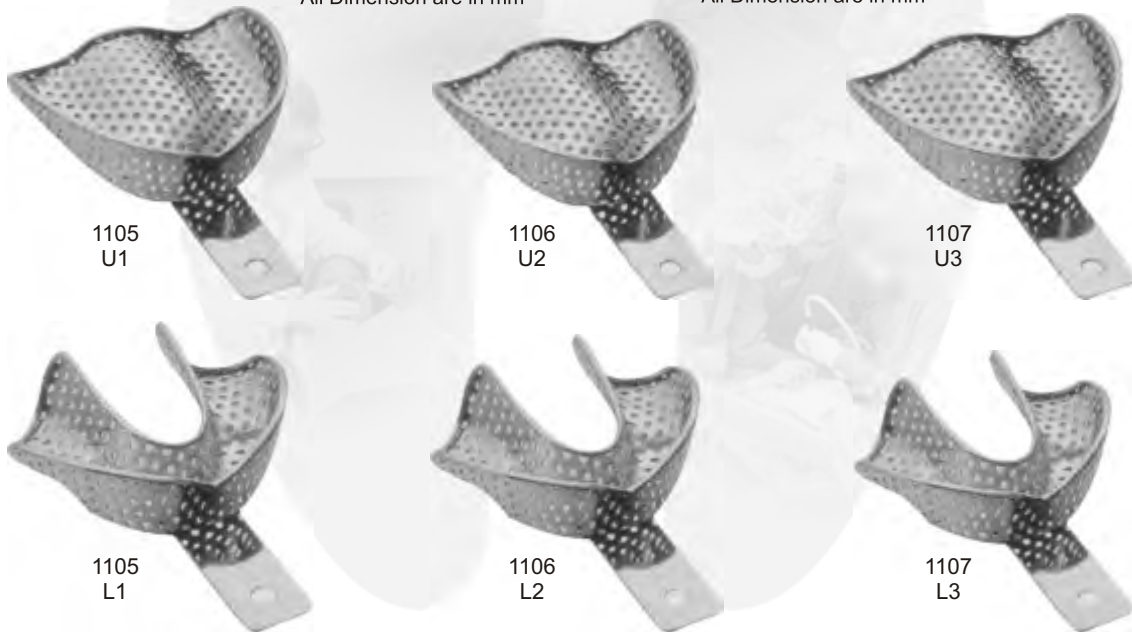 All Dimension are in mm
All Dimension are in mm
1105
U1
1106
U2
1107
U3
1105
L1
1106
L2
1107
L3